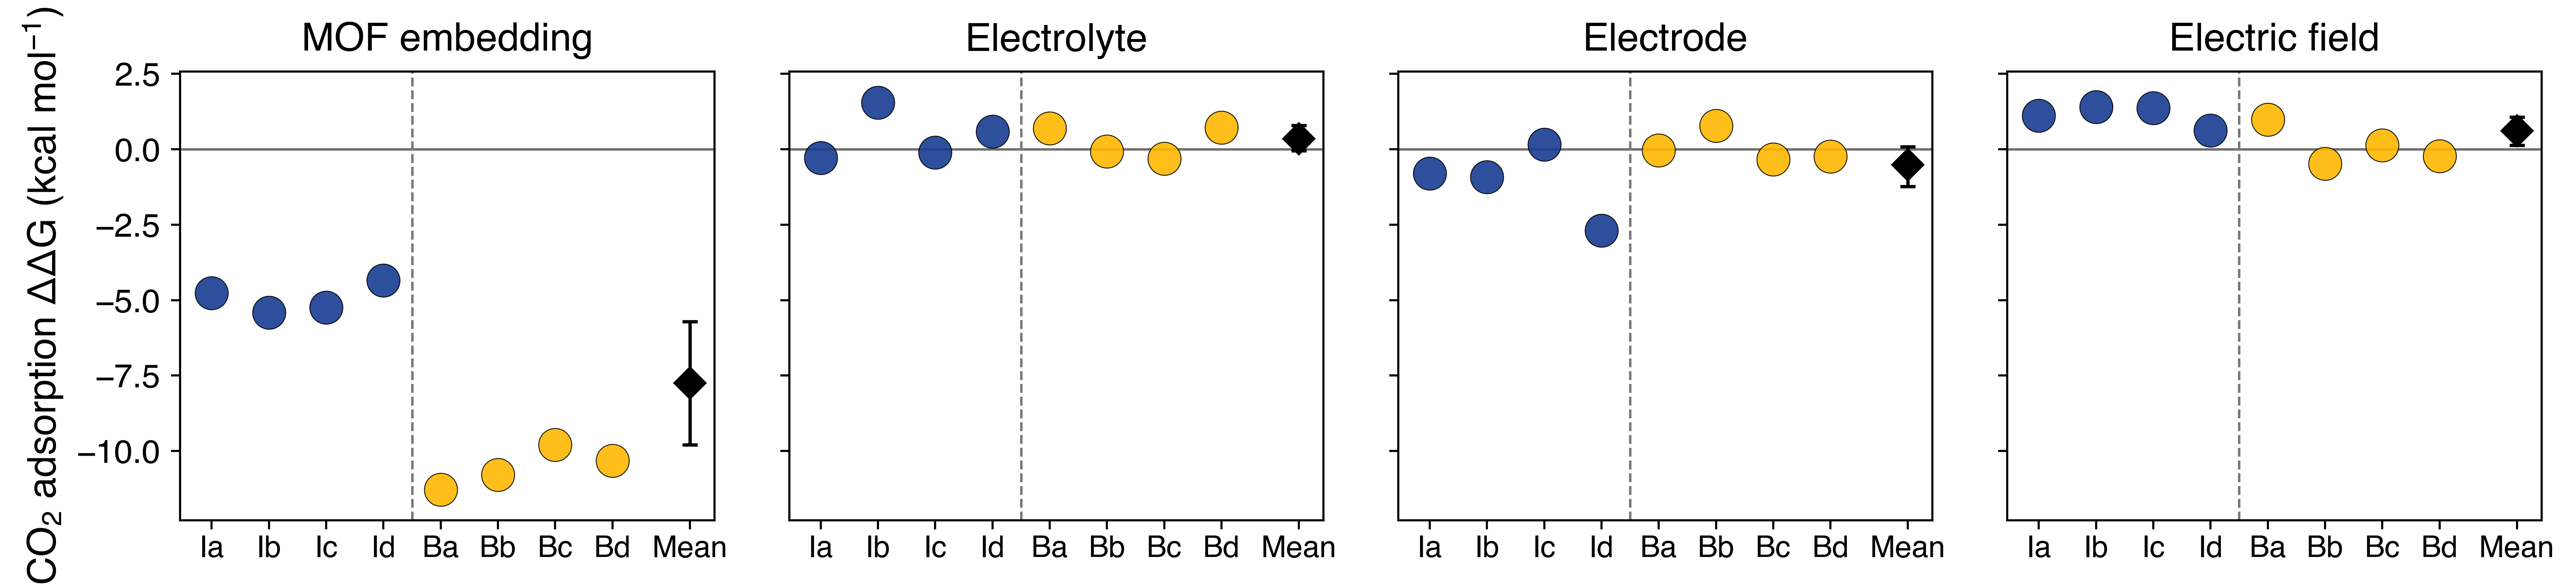 MOF embedding
Electrolyte
Electrode
Electric field
CO₂ adsorption ΔΔG (kcal mol⁻¹)
2.5
0.0
−2.5
−5.0
−7.5
−10.0
Ia Ib Ic Id Ba Bb Bc Bd Mean
Ia Ib Ic Id Ba Bb Bc Bd Mean
Ia Ib Ic Id Ba Bb Bc Bd Mean
Ia Ib Ic Id Ba Bb Bc Bd Mean